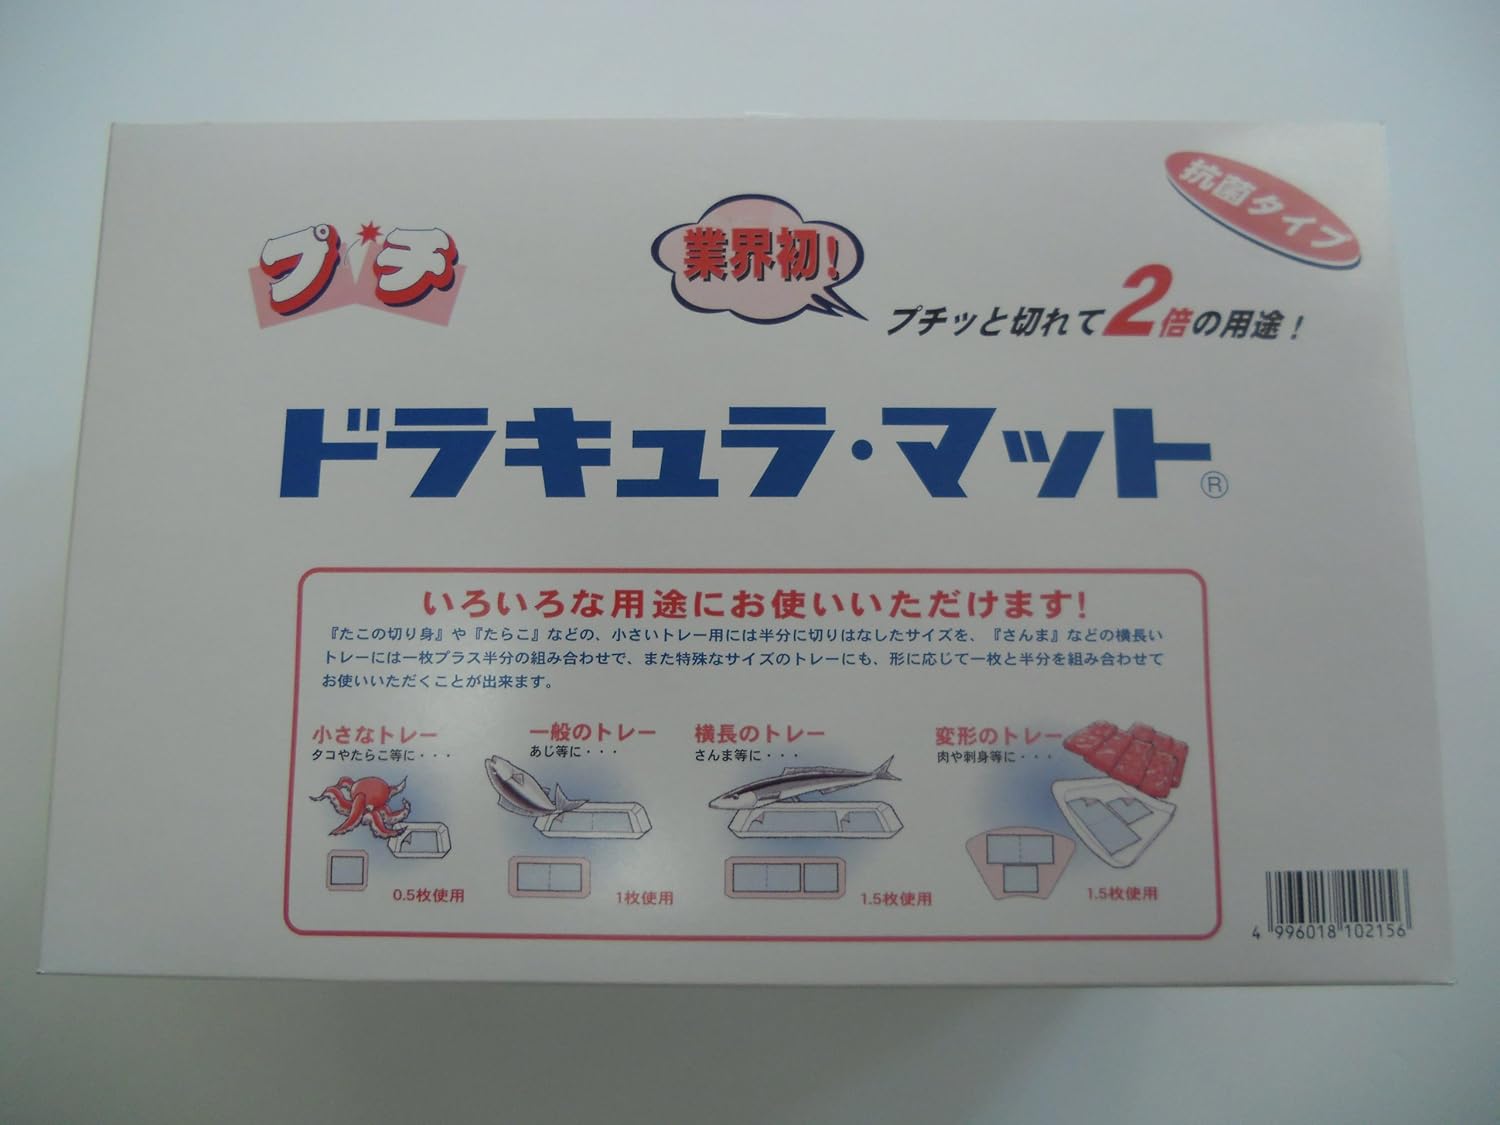 抗菌タイプ
プチ
業界初!
プチッと切れて2倍の用途!
ドラキュラ・マット®
いろいろな用途にお使いいただけます!
『たこの切り身』や『たらこ』などの、小さいトレー用には半分に切りはなしたサイズを、『さんま』などの横長い
トレーには一枚プラス半分の組み合わせで、また特殊なサイズのトレーにも、形に応じて一枚と半分を組み合わせて
お使いいただくことが出来ます。
小さなトレー
タコやたらこ等に・・・
0.5枚使用
一般のトレー
あじ等に・・・
1枚使用
横長のトレー
さんま等に・・・
1.5枚使用
変形のトレー
肉や刺身等に・・・
1.5枚使用
4 996018 102156